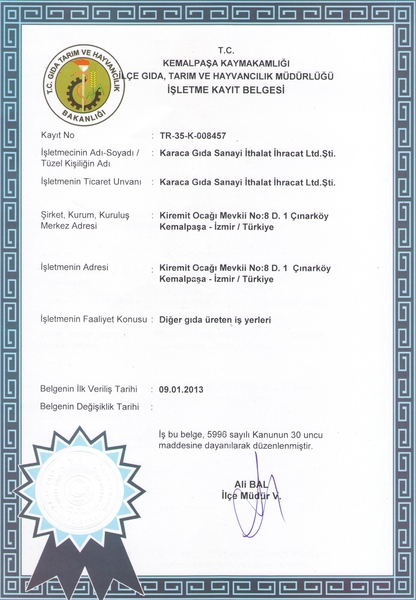 T.C. GIDA TARIM VE HAYVANCILIK
BAKANLIĞI
T.C.
KEMALPAŞA KAYMAKAMLIĞI
İLÇE GIDA, TARIM VE HAYVANCILIK MÜDÜRLÜĞÜ
İŞLETME KAYIT BELGESİ
Kayıt No : TR-35-K-008457
İşletmecinin Adı-Soyadı / : Karaca Gıda Sanayi İthalat İhracat Ltd.Şti.
Tüzel Kişiliğin Adı
İşletmenin Ticaret Unvanı : Karaca Gıda Sanayi İthalat İhracat Ltd.Şti.
Şirket, Kurum, Kuruluş : Kiremit Ocağı Mevkii No:8 D. 1 Çınarköy
Merkez Adresi Kemalpaşa - İzmir / Türkiye
İşletmenin Adresi : Kiremit Ocağı Mevkii No:8 D. 1 Çınarköy
Kemalpaşa - İzmir / Türkiye
İşletmenin Faaliyet Konusu : Diğer gıda üreten iş yerleri
Belgenin İlk Veriliş Tarihi : 09.01.2013
Belgenin Değişiklik Tarihi :
İş bu belge, 5996 sayılı Kanunun 30 uncu
maddesine dayanılarak düzenlenmiştir.
Ali BAL
İlçe Müdür V.